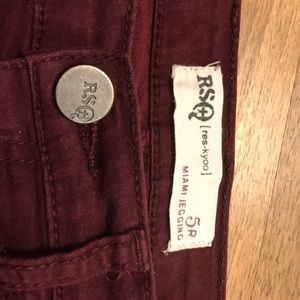 RSQ
RSQ
[res-kyoo]
5R
MIAMI JEGGING